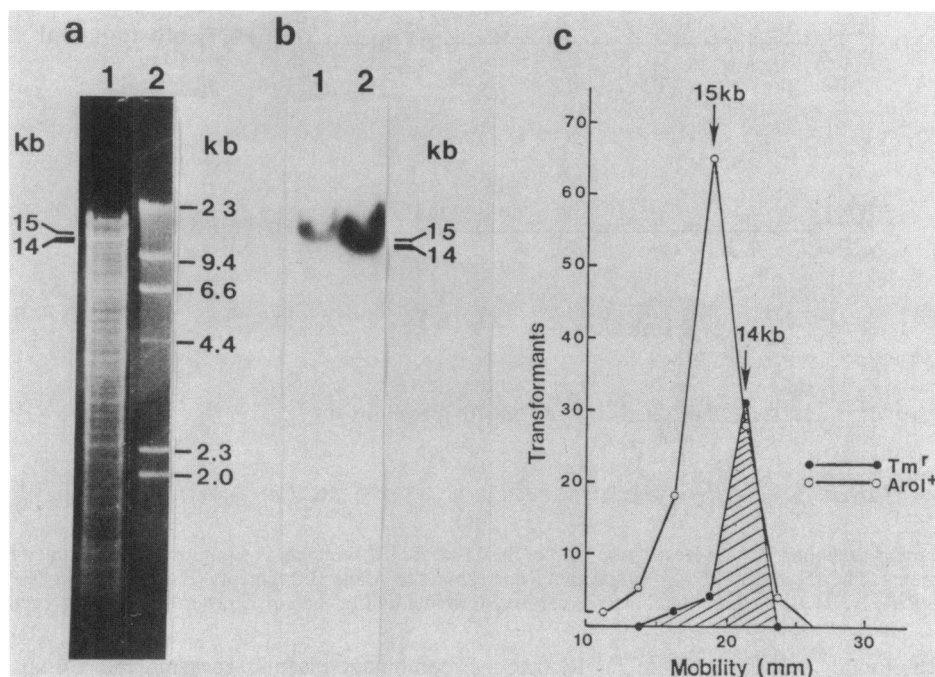 a
1 2
kb
15
14
kb
23
9.4
6.6
4.4
2.3
2.0
b
1 2
kb
15
14
c
70
60
50
40
30
20
10
Transformants
15kb
14kb
Tmʳ
AroI⁺
10 20 30
Mobility (mm)